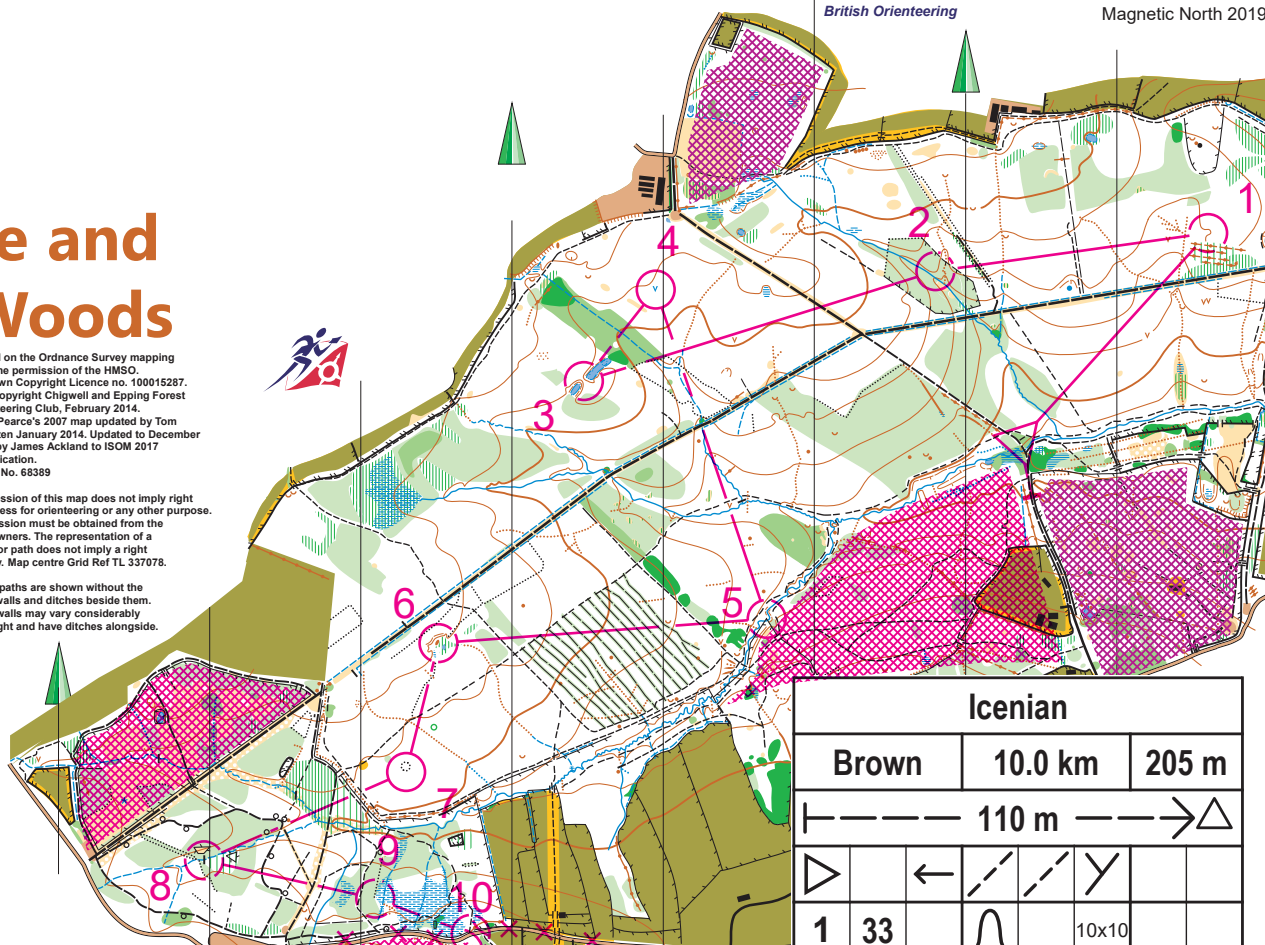 British Orienteering
Magnetic North 2019
e and
Woods
l on the Ordnance Survey mapping
he permission of the HMSO.
wn Copyright Licence no. 100015287.
opyright Chigwell and Epping Forest
eering Club, February 2014.
Pearce's 2007 map updated by Tom
ten January 2014. Updated to December
by James Ackland to ISOM 2017
ication.
No. 68389
ission of this map does not imply right
ess for orienteering or any other purpose.
ssion must be obtained from the
wners. The representation of a
or path does not imply a right
y. Map centre Grid Ref TL 337078.
paths are shown without the
walls and ditches beside them.
walls may vary considerably
ght and have ditches alongside.
1
2
4
3
5
6
7
9
8
10
Icenian
Brown 10.0 km 205 m
110 m
1 33 10x10